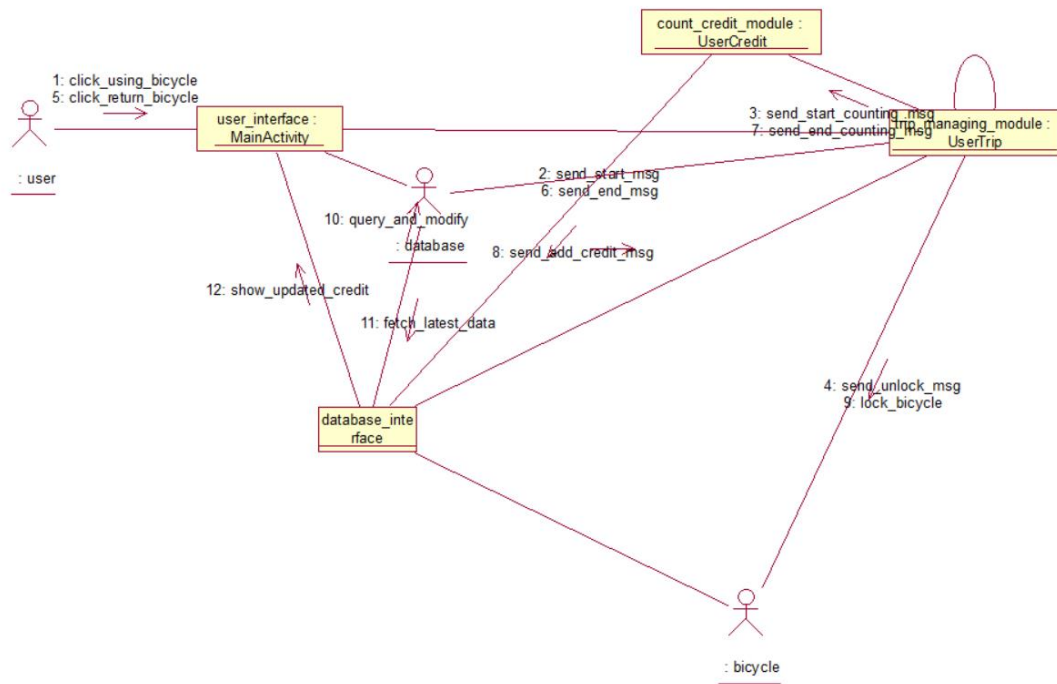 count_credit_module :
UserCredit
1: click_using_bicycle
5: click_return_bicycle
user_interface :
MainActivity
3: send_start_counting_msg
7: send_end_counting_msg
trip_managing_module :
UserTrip
: user
2: send_start_msg
6: send_end_msg
10: query_and_modify
: database
8: send_add_credit_msg
12: show_updated_credit
11: fetch_latest_data
4: send_unlock_msg
9: lock_bicycle
database_inte
rface
: bicycle